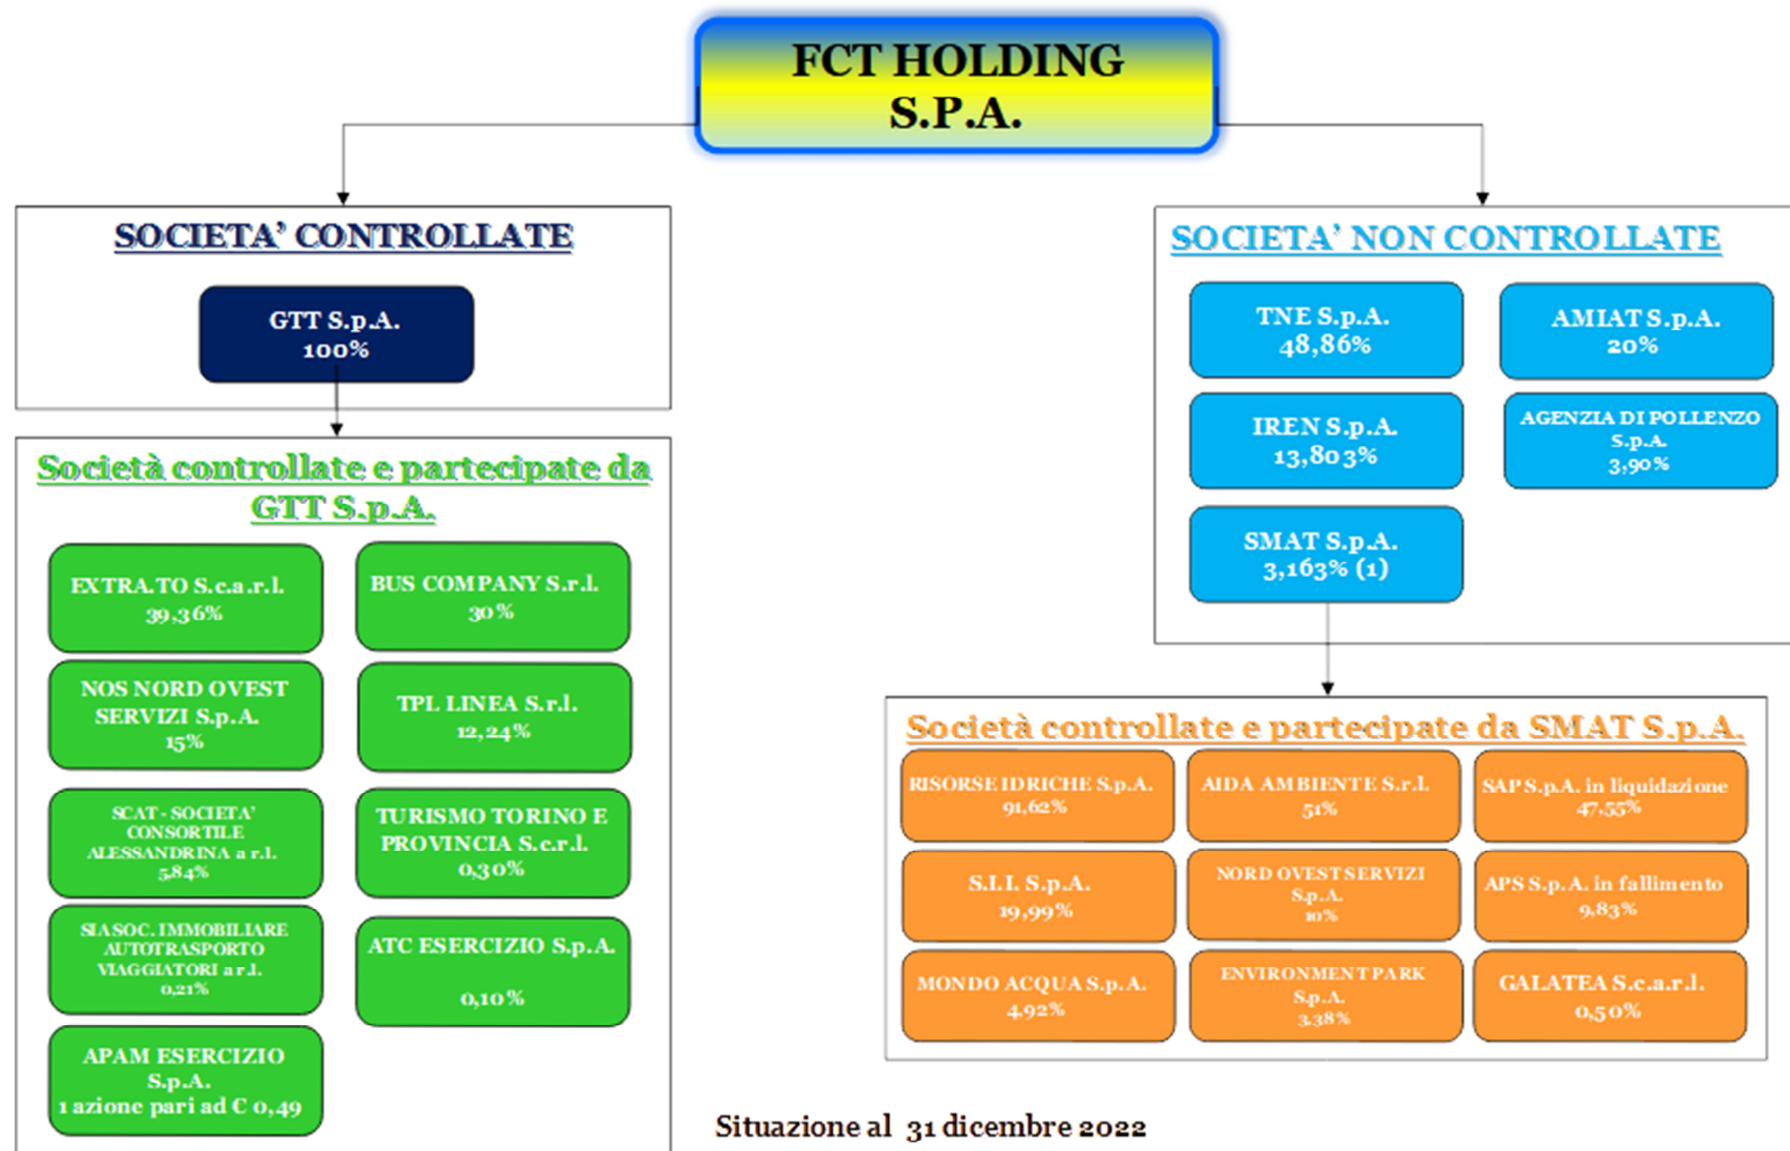 FCT HOLDING
S.P.A.
SOCIETA’ CONTROLLATE
GTT S.p.A.
100%
Società controllate e partecipate da
GTT S.p.A.
EXTRA.TO S.c.a.r.l.
39,36%
BUS COMPANY S.r.l.
30%
NOS NORD OVEST
SERVIZI S.p.A.
15%
TPL LINEA S.r.l.
12,24%
SCAT - SOCIETA’
CONSORTILE
ALESSANDRINA a r.l.
5,84%
TURISMO TORINO E
PROVINCIA S.c.r.l.
0,30%
SIA SOC. IMMOBILIARE
AUTOTRASPORTO
VIAGGIATORI a r.l.
0,21%
ATC ESERCIZIO S.p.A.
0,10%
APAM ESERCIZIO
S.p.A.
1 azione pari ad € 0,49
SOCIETA’ NON CONTROLLATE
TNE S.p.A.
48,86%
AMIAT S.p.A.
20%
IREN S.p.A.
13,803%
AGENZIA DI POLLENZO
S.p.A.
3,90%
SMAT S.p.A.
3,163% (1)
Società controllate e partecipate da SMAT S.p.A.
RISORSE IDRICHE S.p.A.
91,62%
AIDA AMBIENTE S.r.l.
51%
SAP S.p.A. in liquidazione
47,55%
S.I.I. S.p.A.
19,99%
NORD OVEST SERVIZI
S.p.A.
10%
APS S.p.A. in fallimento
9,83%
MONDO ACQUA S.p.A.
4,92%
ENVIRONMENT PARK
S.p.A.
3,38%
GALATEA S.c.a.r.l.
0,50%
Situazione al 31 dicembre 2022